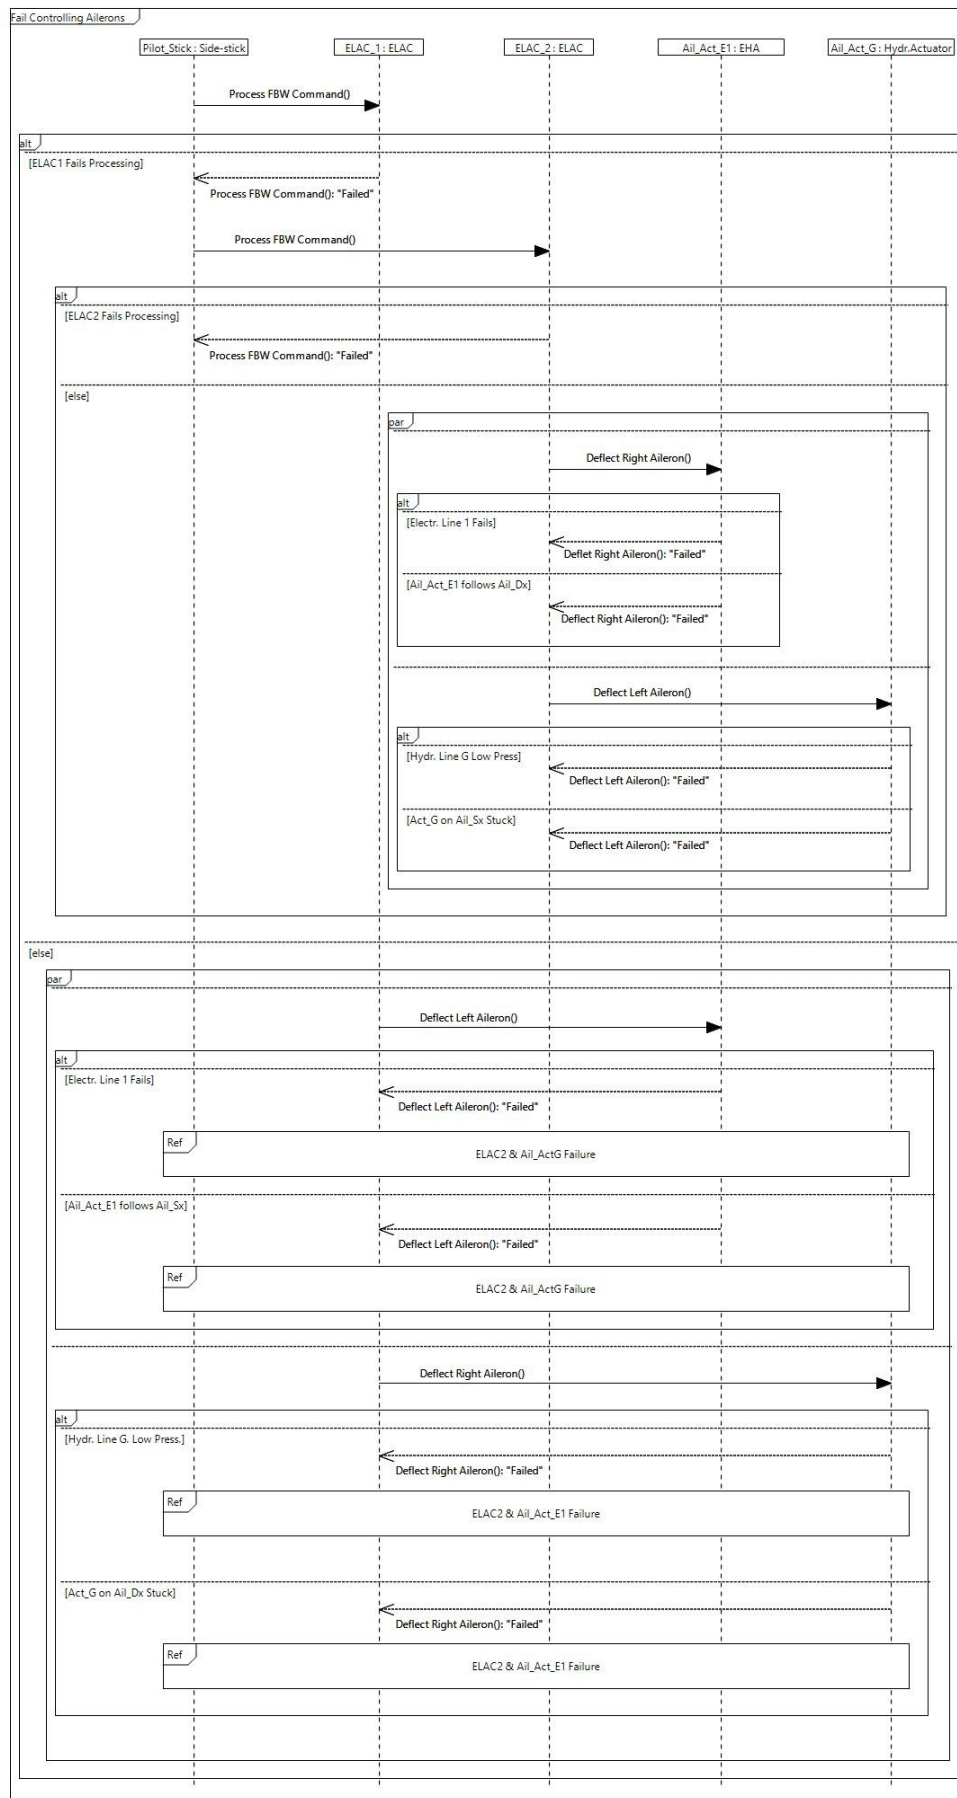 Fail Controlling Ailerons
Pilot_Stick : Side-stick
ELAC_1 : ELAC
ELAC_2 : ELAC
Ail_Act_E1 : EHA
Ail_Act_G : Hydr.Actuator
Process FBW Command()
alt
[ELAC1 Fails Processing]
Process FBW Command(): "Failed"
Process FBW Command()
alt
[ELAC2 Fails Processing]
Process FBW Command(): "Failed"
[else]
par
Deflect Right Aileron()
alt
[Electr. Line 1 Fails]
Deflet Right Aileron(): "Failed"
[Ail_Act_E1 follows Ail_Dx]
Deflect Right Aileron(): "Failed"
Deflect Left Aileron()
alt
[Hydr. Line G Low Press]
Deflect Left Aileron(): "Failed"
[Act_G on Ail_Sx Stuck]
Deflect Left Aileron(): "Failed"
[else]
par
Deflect Left Aileron()
alt
[Electr. Line 1 Fails]
Deflect Left Aileron(): "Failed"
Ref
ELAC2 & Ail_ActG Failure
[Ail_Act_E1 follows Ail_Sx]
Deflect Left Aileron(): "Failed"
Ref
ELAC2 & Ail_ActG Failure
Deflect Right Aileron()
alt
[Hydr. Line G. Low Press.]
Deflect Right Aileron(): "Failed"
Ref
ELAC2 & Ail_Act_E1 Failure
[Act_G on Ail_Dx Stuck]
Deflect Right Aileron(): "Failed"
Ref
ELAC2 & Ail_Act_E1 Failure